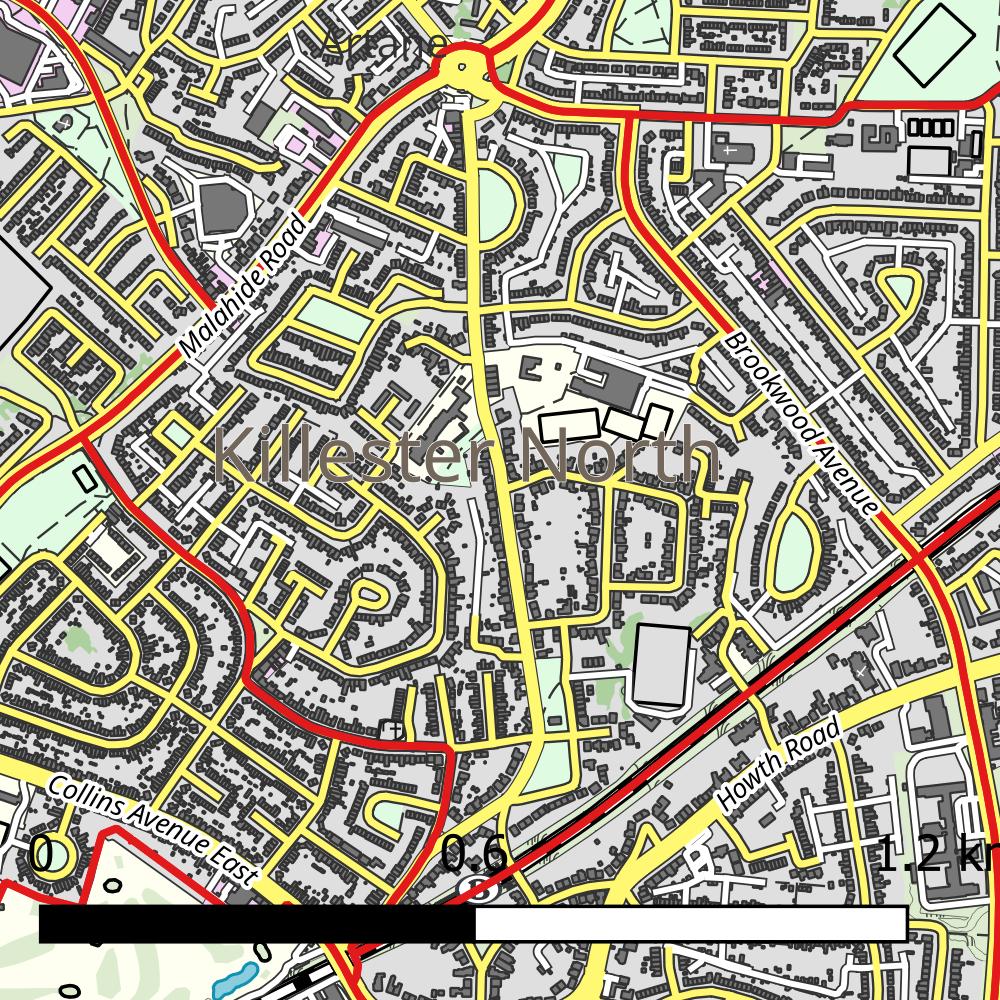 Artane
Malahide Road
Brookwood Avenue
Killester North
Howth Road
Collins Avenue East
0
0.6
1.2 km